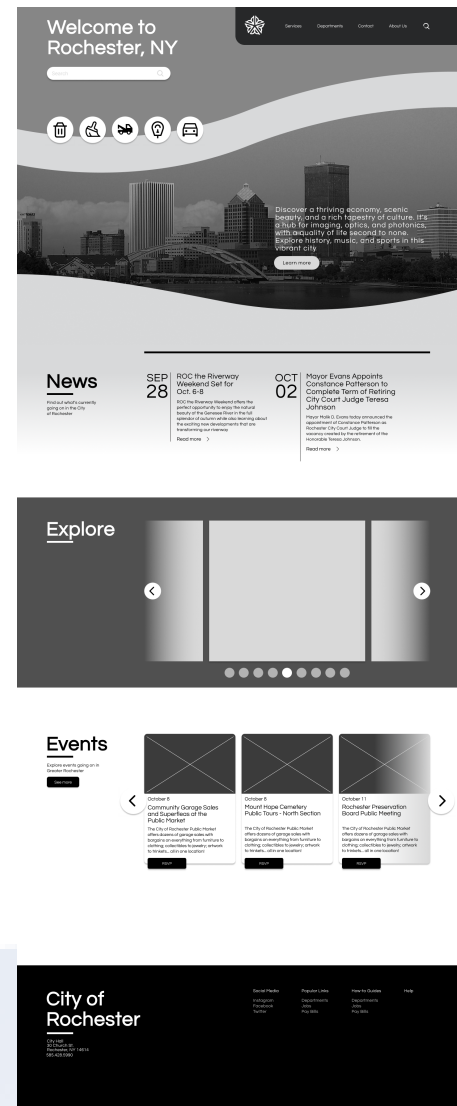 Welcome to
Rochester, NY
Services
Departments
Contact
About Us
Search
Discover a thriving economy, scenic
beauty, and a rich tapestry of culture. It's
a hub for imaging, optics, and photonics,
with a quality of life second to none.
Explore history, music, and sports in this
vibrant city.
Learn more
News
Find out what's currently
going on in the City
of Rochester
SEP
28
ROC the Riverway
Weekend Set for
Oct. 6-8
ROC the Riverway Weekend offers the
perfect opportunity to enjoy the natural
beauty of the Genesee River in the full
splendor of autumn while also learning about
the exciting new developments that are
transforming our riverway.
Read more
OCT
02
Mayor Evans Appoints
Constance Patterson to
Complete Term of Retiring
City Court Judge Teresa
Johnson
Mayor Malik D. Evans today announced the
appointment of Constance Patterson as
Rochester City Court Judge to fill the
vacancy created by the retirement of the
Honorable Teresa Johnson.
Read more
Explore
Events
Explore events going on in
Greater Rochester
See more
October 8
Community Garage Sales
and Superfleas at the
Public Market
The City of Rochester Public Market
offers dozens of garage sales with
bargains on everything from furniture to
clothing; collectibles to jewelry; artwork
to trinkets... all in one location!
RSVP
October 8
Mount Hope Cemetery
Public Tours - North Section
The City of Rochester Public Market
offers dozens of garage sales with
bargains on everything from furniture to
clothing; collectibles to jewelry; artwork
to trinkets... all in one location!
RSVP
October 11
Rochester Preservation
Board Public Meeting
The City of Rochester Public Market
offers dozens of garage sales with
bargains on everything from furniture to
clothing; collectibles to jewelry; artwork
to trinkets... all in one location!
RSVP
City of
Rochester
City Hall
30 Church St
Rochester, NY 14614
585.428.5990
Social Media
Instagram
Facebook
Twitter
Popular Links
Departments
Jobs
Pay Bills
How-to Guides
Departments
Jobs
Pay Bills
Help